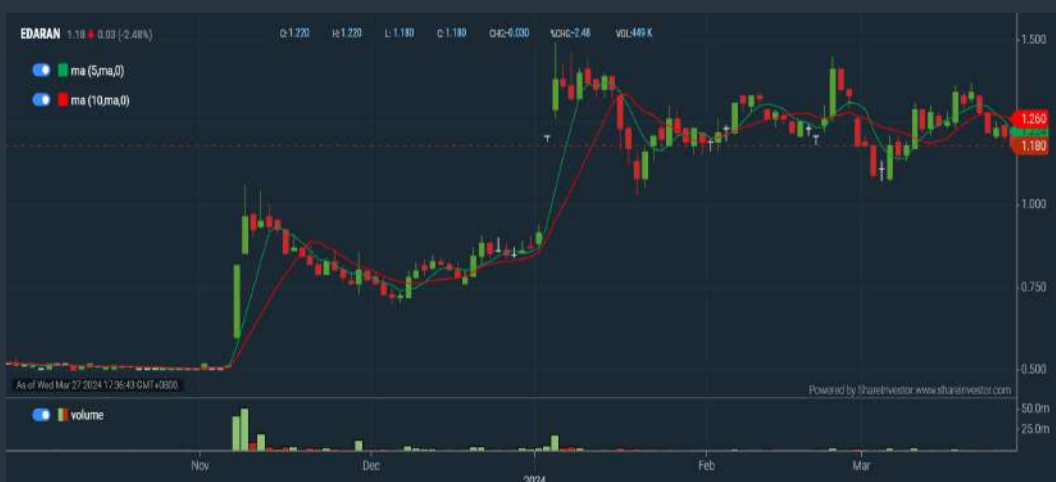 EDARAN 1.18 0.03 (-2.48%) O:1.220 H:1.220 L: 1.180 C:1.180 CHG:-0.030 %CHG:-2.48 VOL:449 K
ma (5,ma,0)
ma (10,ma,0)
1.500
1.260
1.180
1.000
0.750
0.500
As of Wed Mar 27 2024 17:36:43 GMT+0800.
Powered by ShareInvestor www.shareinvestor.com
volume
50.0m
25.0m
Nov Dec Feb Mar
2024